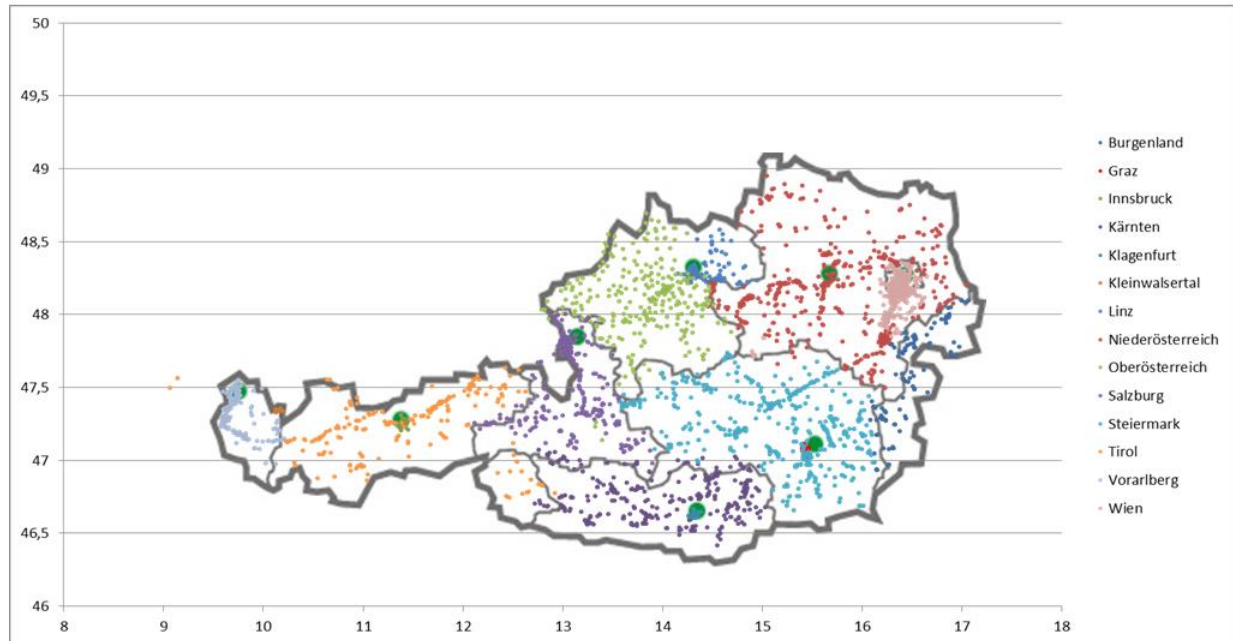 50
49,5
49
48,5
48
47,5
47
46,5
46
8 9 10 11 12 13 14 15 16 17 18
Burgenland
Graz
Innsbruck
Kärnten
Klagenfurt
Kleinwalsertal
Linz
Niederösterreich
Oberösterreich
Salzburg
Steiermark
Tirol
Vorarlberg
Wien